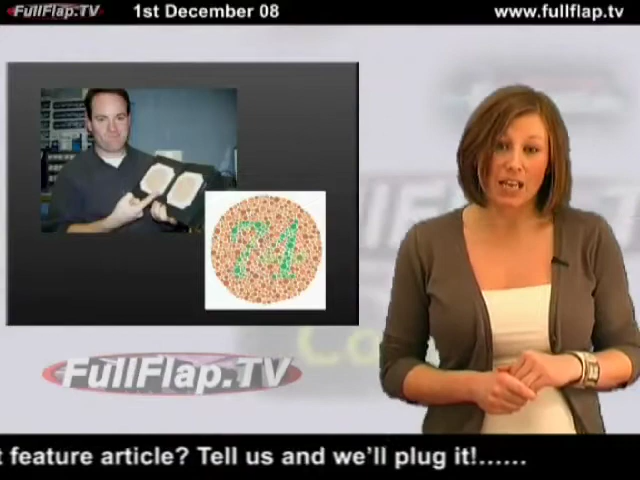 FullFlap.TV 1st December 08 www.fullflap.tv
74
FullFlap.TV
Co
t feature article? Tell us and we'll plug it!......